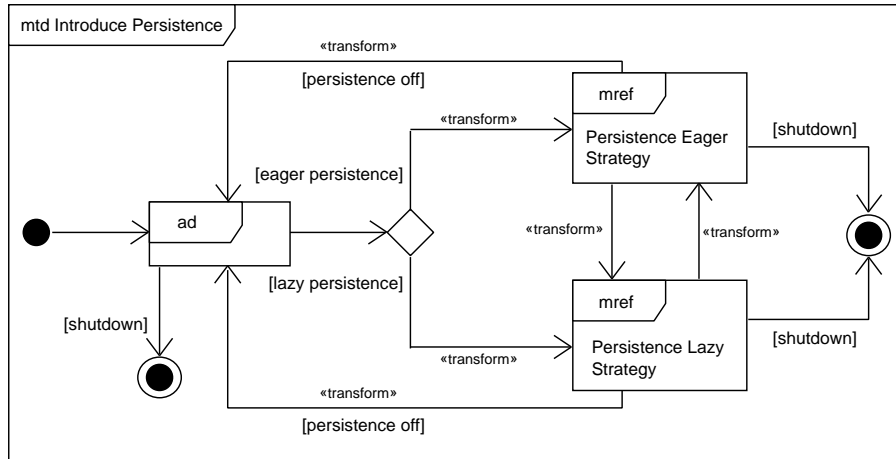 mtd Introduce Persistence
«transform»
[persistence off]
mref
Persistence Eager
Strategy
[shutdown]
«transform»
[eager persistence]
ad
«transform»
«transform»
[lazy persistence]
mref
Persistence Lazy
Strategy
[shutdown]
[shutdown]
«transform»
«transform»
[persistence off]